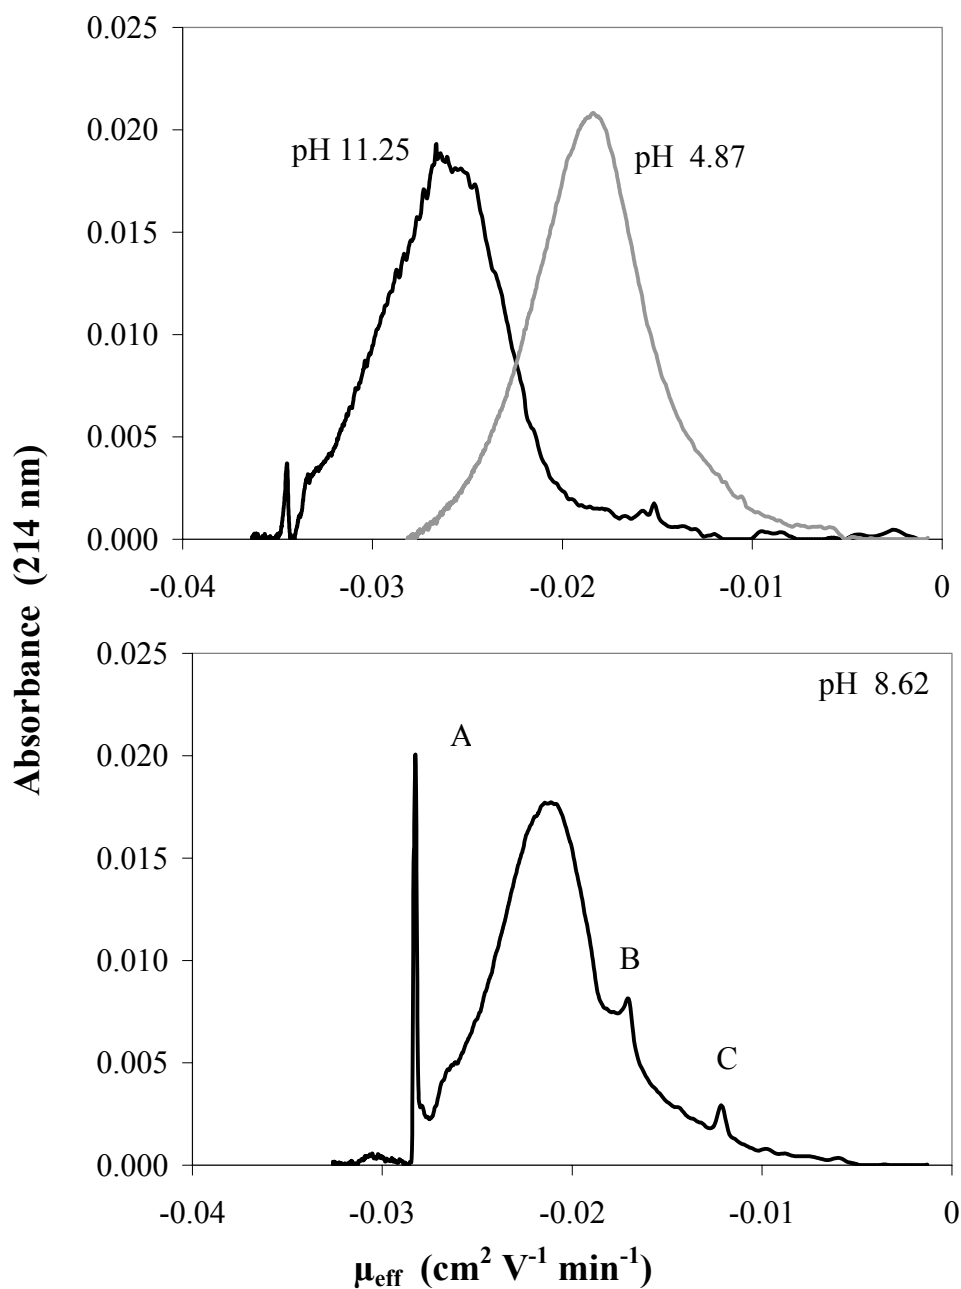 0.025
0.020
0.015
0.010
0.005
0.000
pH 11.25
pH 4.87
-0.04 -0.03 -0.02 -0.01 0
Absorbance (214 nm)
0.025
0.020
0.015
0.010
0.005
0.000
pH 8.62
A
B
C
-0.04 -0.03 -0.02 -0.01 0
μeff (cm² V⁻¹ min⁻¹)